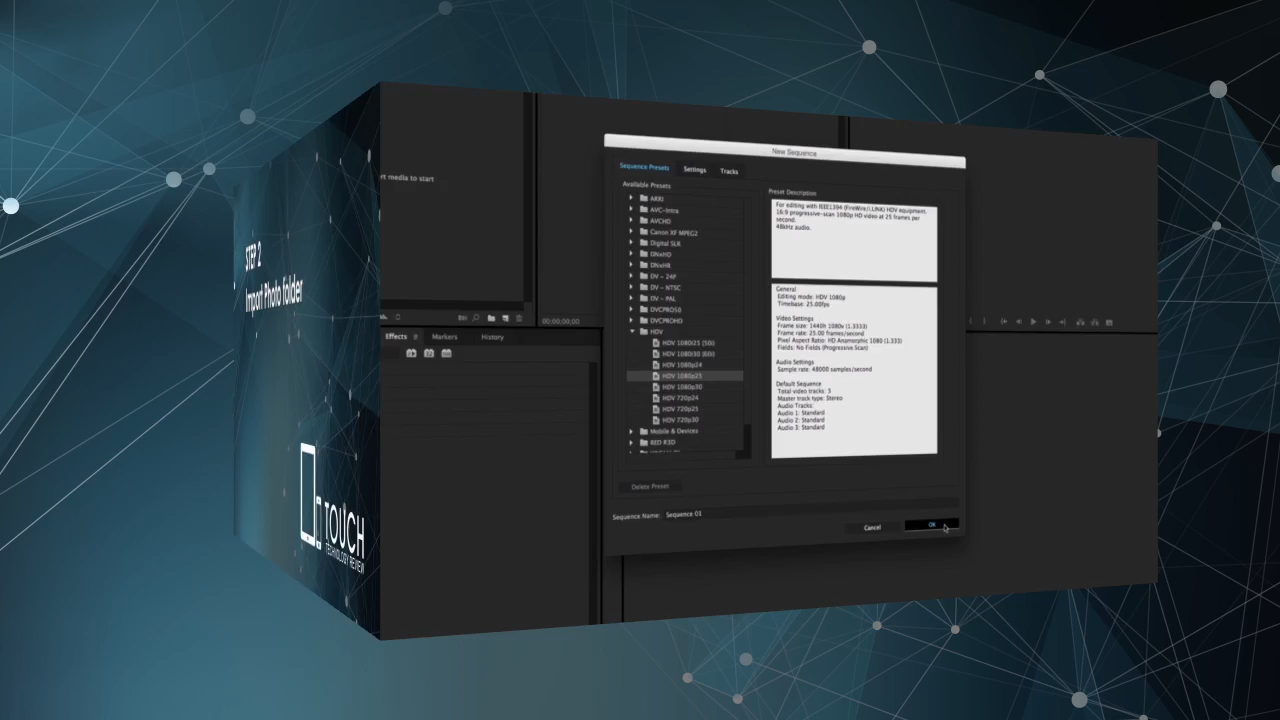 STEP 2
Import Photo folder
TOUCH
TECHNOLOGY REVIEW
rt media to start
00;00;00;00
Effects
Markers
History
New Sequence
Sequence Presets
Settings
Tracks
Available Presets
ARRI
AVC-Intra
AVCHD
Canon XF MPEG2
Digital SLR
DNxHD
DNxHR
DV - 24P
DV - NTSC
DV - PAL
DVCPRO50
DVCPROHD
HDV
HDV 1080i25 (50i)
HDV 1080i30 (60i)
HDV 1080p24
HDV 1080p25
HDV 1080p30
HDV 720p24
HDV 720p25
HDV 720p30
Mobile & Devices
RED R3D
Delete Preset
Preset Description
For editing with IEEE1394 (FireWire/i.LINK) HDV equipment.
16:9 progressive-scan 1080p HD video at 25 frames per
second.
48kHz audio.
General
Editing mode: HDV 1080p
Timebase: 25.00fps
Video Settings
Frame size: 1440h 1080v (1.3333)
Frame rate: 25.00 frames/second
Pixel Aspect Ratio: HD Anamorphic 1080 (1.333)
Fields: No Fields (Progressive Scan)
Audio Settings
Sample rate: 48000 samples/second
Default Sequence
Total video tracks: 3
Master track type: Stereo
Audio Tracks:
Audio 1: Standard
Audio 2: Standard
Audio 3: Standard
Sequence Name: Sequence 01
Cancel
OK